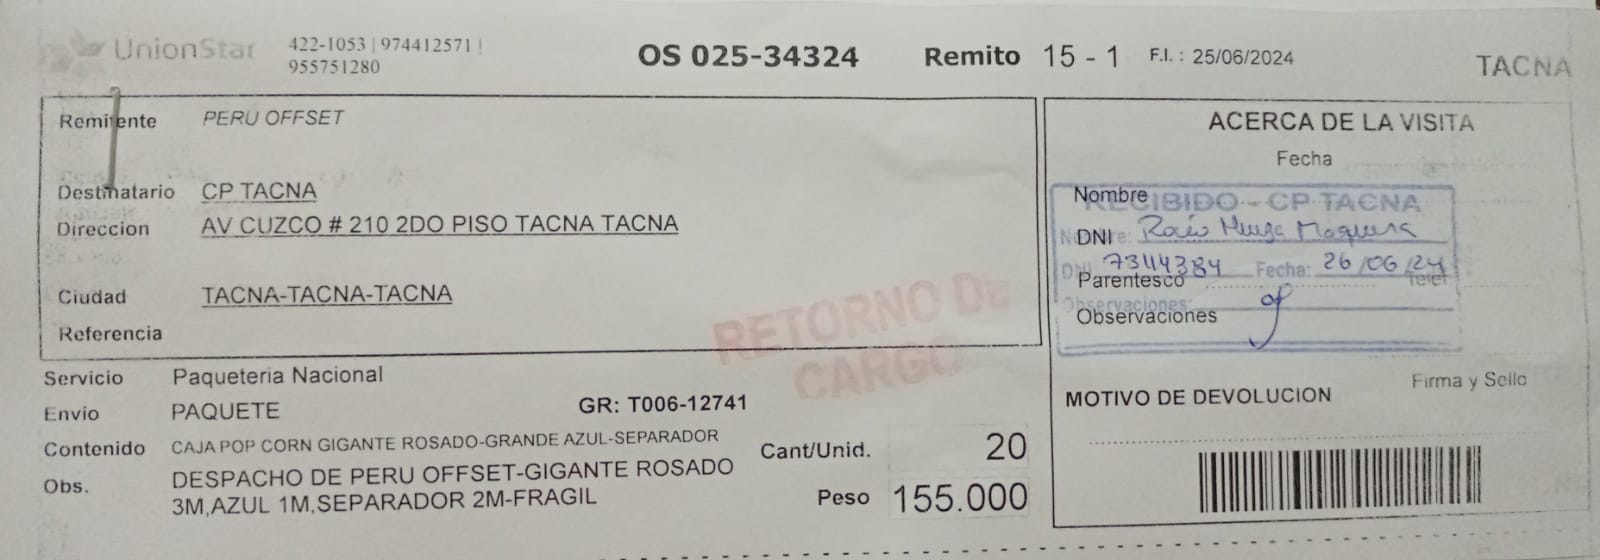 UnionStar 422-1053 | 974412571 |
955751280
OS 025-34324 Remito 15 - 1 F.I. : 25/06/2024 TACNA
Remitente PERU OFFSET
Destinatario CP TACNA
Direccion AV CUZCO # 210 2DO PISO TACNA TACNA
Ciudad TACNA-TACNA-TACNA
Referencia
RETORNO DE
CARGO
Servicio Paqueteria Nacional
Envio PAQUETE GR: T006-12741
Contenido CAJA POP CORN GIGANTE ROSADO-GRANDE AZUL-SEPARADOR
Cant/Unid. 20
Obs. DESPACHO DE PERU OFFSET-GIGANTE ROSADO
3M,AZUL 1M,SEPARADOR 2M-FRAGIL
Peso 155.000
ACERCA DE LA VISITA
Fecha
Nombre
RECIBIDO - CP TACNA
DNI
73114384 Fecha: 26/06/24
Parentesco Telef
Observaciones:
Observaciones
Firma y Sello
MOTIVO DE DEVOLUCION